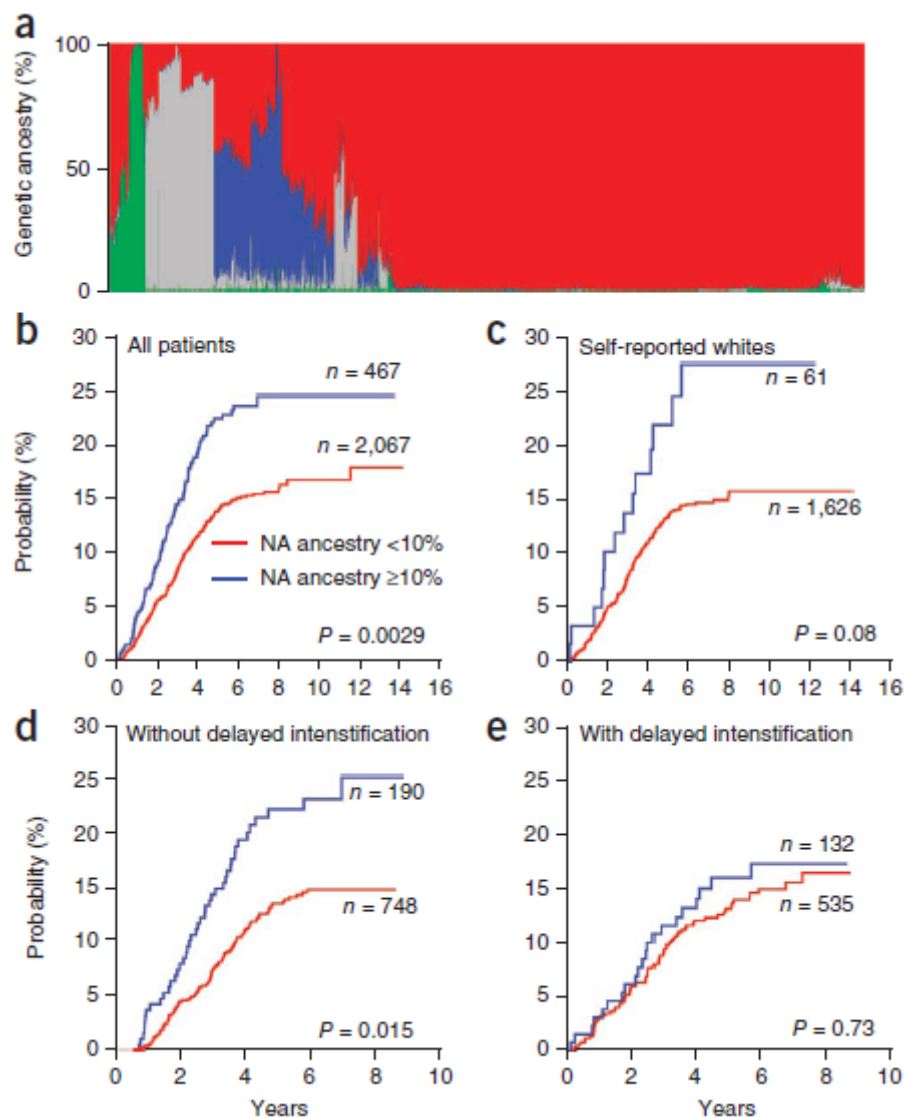 a
Genetic ancestry (%)
100
50
0
b
All patients
n = 467
n = 2,067
NA ancestry <10%
NA ancestry ≥10%
P = 0.0029
Probability (%)
30
25
20
15
10
5
0
0 2 4 6 8 10 12 14 16
c
Self-reported whites
n = 61
n = 1,626
P = 0.08
30
25
20
15
10
5
0
0 2 4 6 8 10 12 14 16
d
Without delayed intenstification
n = 190
n = 748
P = 0.015
Probability (%)
30
25
20
15
10
5
0
0 2 4 6 8 10
Years
e
With delayed intenstification
n = 132
n = 535
P = 0.73
30
25
20
15
10
5
0
0 2 4 6 8 10
Years